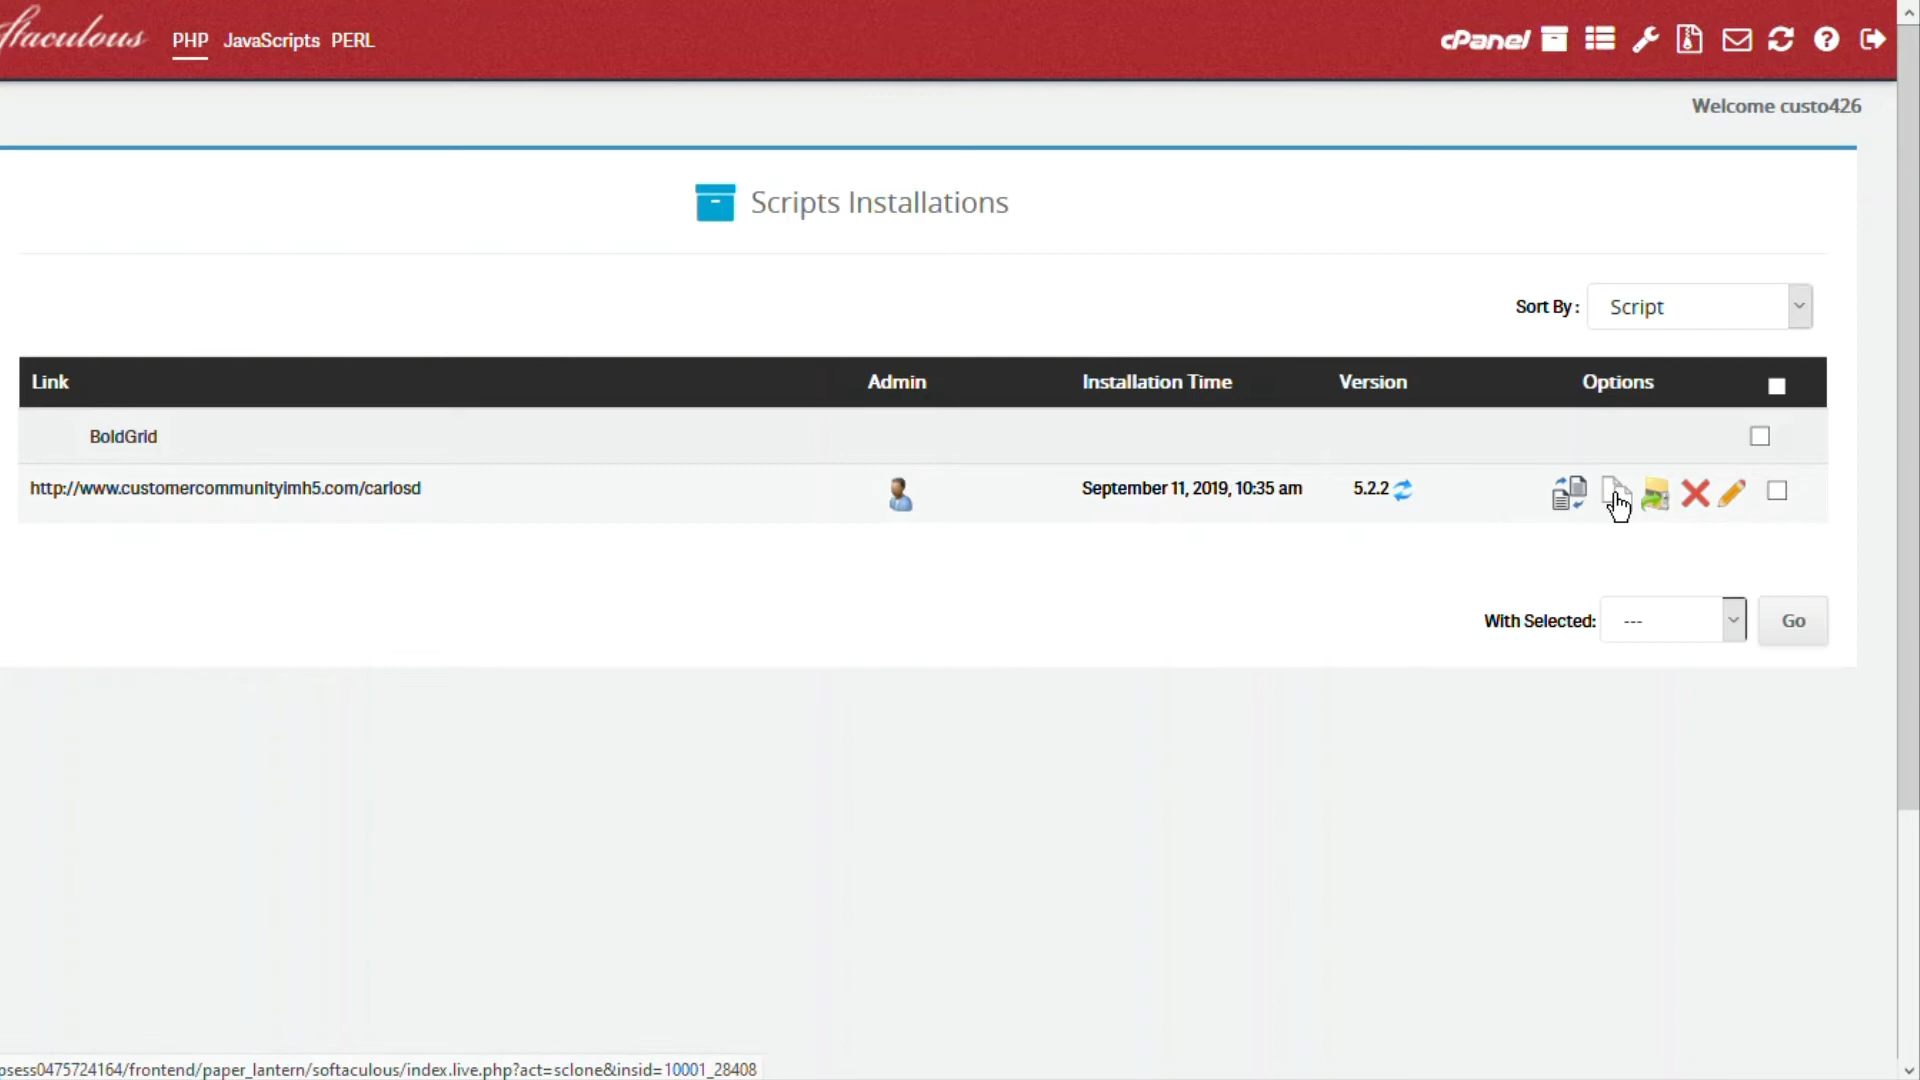 PHP JavaScripts PERL
cPanel
Welcome custo426
Scripts Installations
Sort By : Script
Link Admin Installation Time Version Options
BoldGrid
http://www.customercommunityimh5.com/carlosd September 11, 2019, 10:35 am 5.2.2
With Selected: --- Go
psess0475724164/frontend/paper_lantern/softaculous/index.live.php?act=sclone&insid=10001_28408